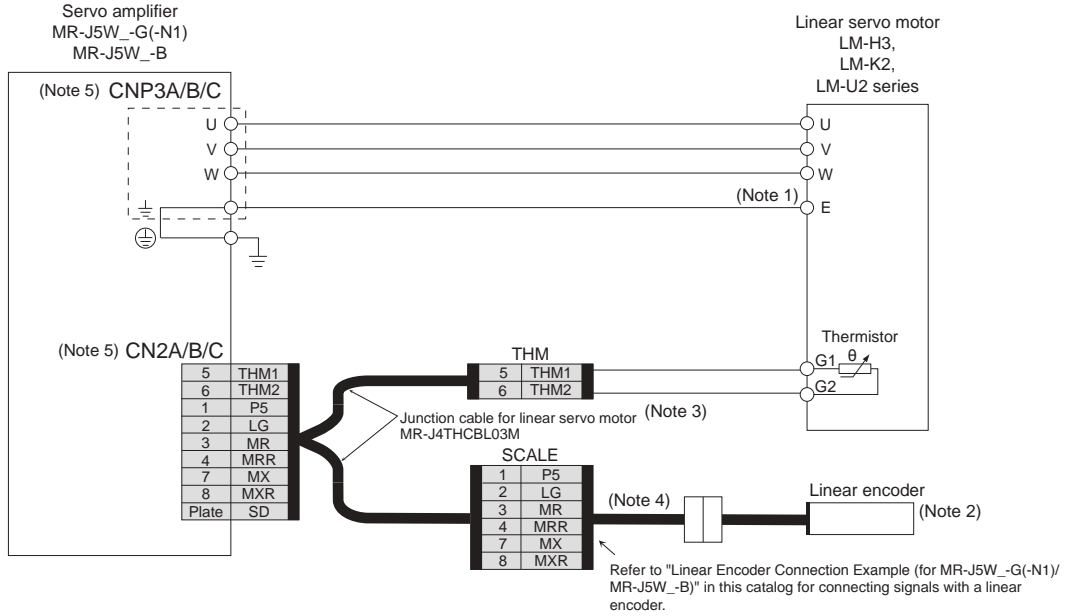 Servo amplifier
MR-J5W_-G(-N1)
MR-J5W_-B
Linear servo motor
LM-H3,
LM-K2,
LM-U2 series
(Note 5) CNP3A/B/C
U
V
W
U
V
W
(Note 1)
E
(Note 5) CN2A/B/C
5 THM1
6 THM2
1 P5
2 LG
3 MR
4 MRR
7 MX
8 MXR
Plate SD
THM
5 THM1
6 THM2
Thermistor
G1 θ
G2
(Note 3)
Junction cable for linear servo motor
MR-J4THCBL03M
SCALE
1 P5
2 LG
3 MR
4 MRR
7 MX
8 MXR
(Note 4)
Linear encoder
(Note 2)
Refer to "Linear Encoder Connection Example (for MR-J5W_-G(-N1)/
MR-J5W_-B)" in this catalog for connecting signals with a linear
encoder.